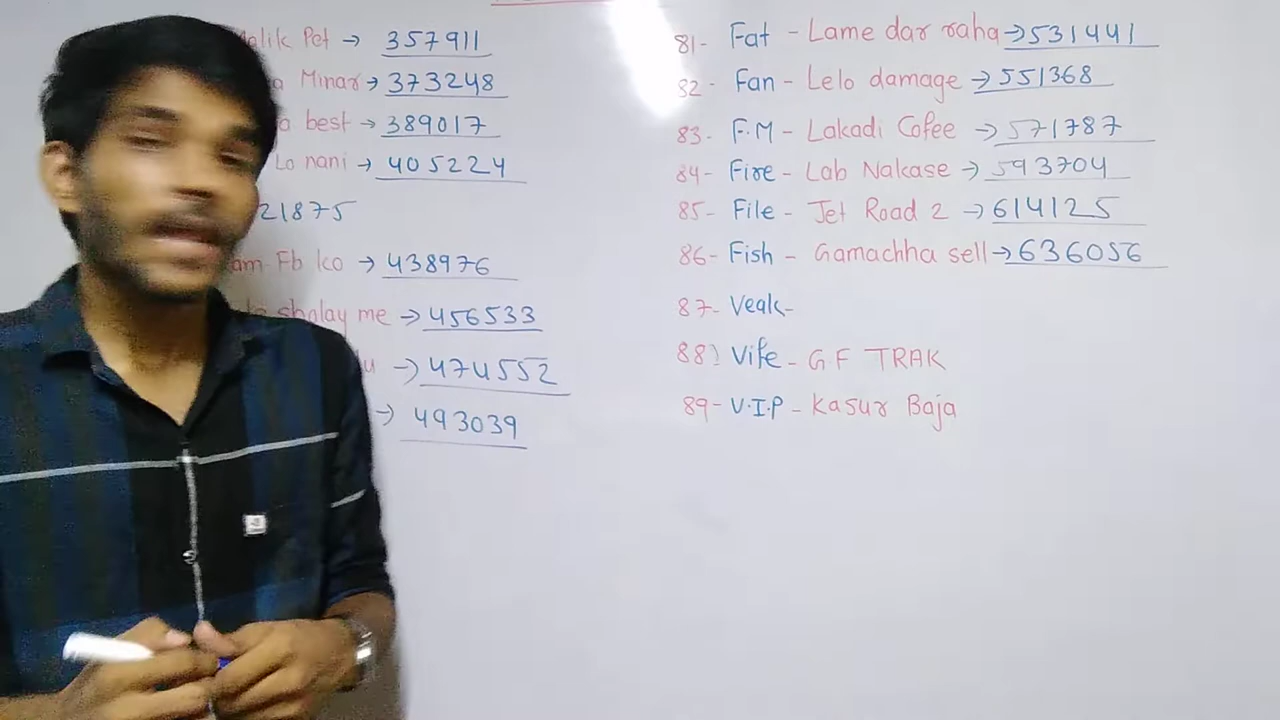 alik Pet → 357911
a Minar → 373248
a best → 389017
Lo nani → 405224
21875
am Fb ko → 438976
sholay me → 456533
u → 474552
→ 493039
81- Fat - Lame dar raha → 531441
82- Fan - Lelo damage → 551368
83- F.M - Lakadi Cofee → 571787
84- Fire - Lab Nakase → 593704
85- File - Jet Road 2 → 614125
86- Fish - Gamachha sell → 636056
87- Veak-
88) Vife - GF TRAK
89- V.I.P - Kasur Baja